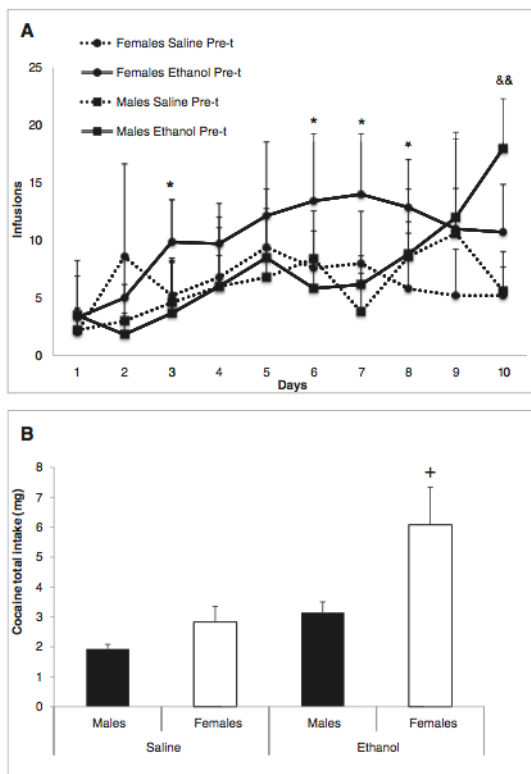 A
Females Saline Pre-t
Females Ethanol Pre-t
Males Saline Pre-t
Males Ethanol Pre-t
25
20
15
10
5
0
Infusions
* * * * &&
1 2 3 4 5 6 7 8 9 10
Days
B
8
7
6
5
4
3
2
1
0
Cocaine total intake (mg)
+
Males Females Males Females
Saline Ethanol